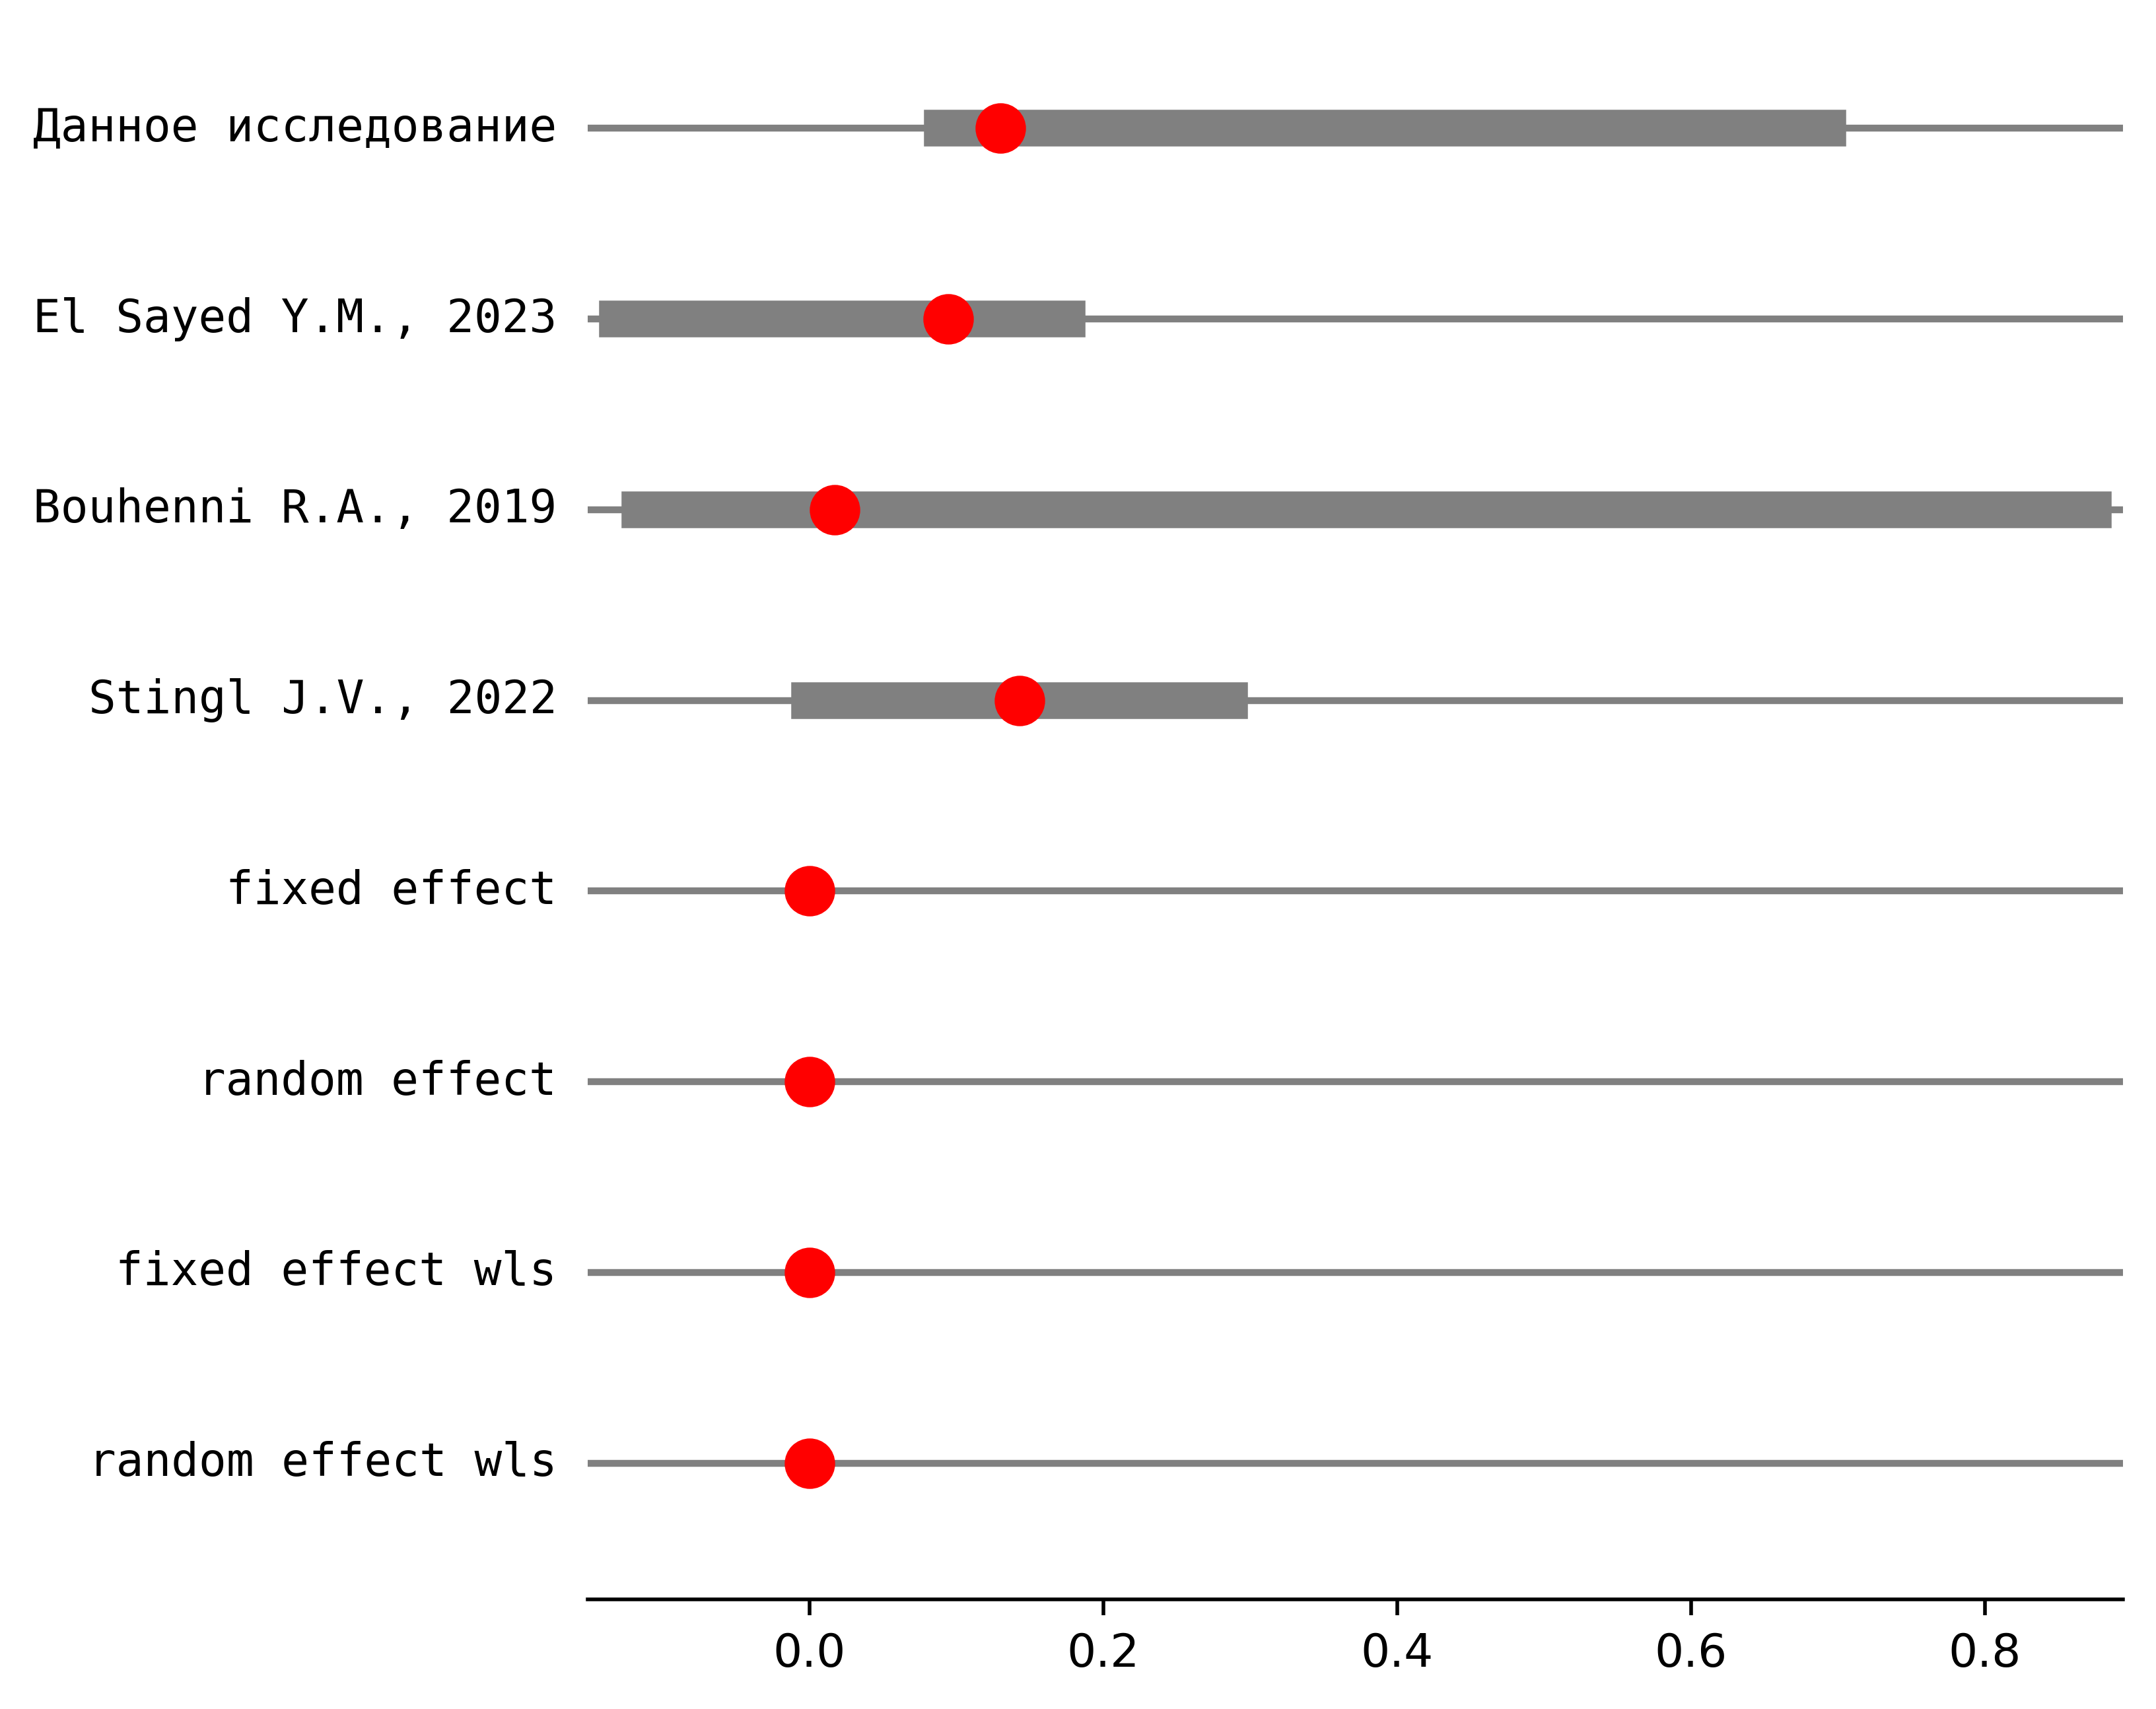 Данное исследование
El Sayed Y.M., 2023
Bouhenni R.A., 2019
Stingl J.V., 2022
fixed effect
random effect
fixed effect wls
random effect wls
0.0 0.2 0.4 0.6 0.8